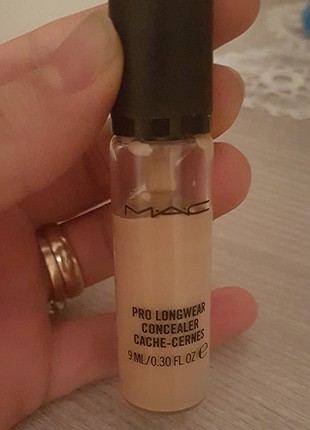 MAC
PRO LONGWEAR
CONCEALER
CACHE-CERNES
9 ML/0.30 FL OZ ℮